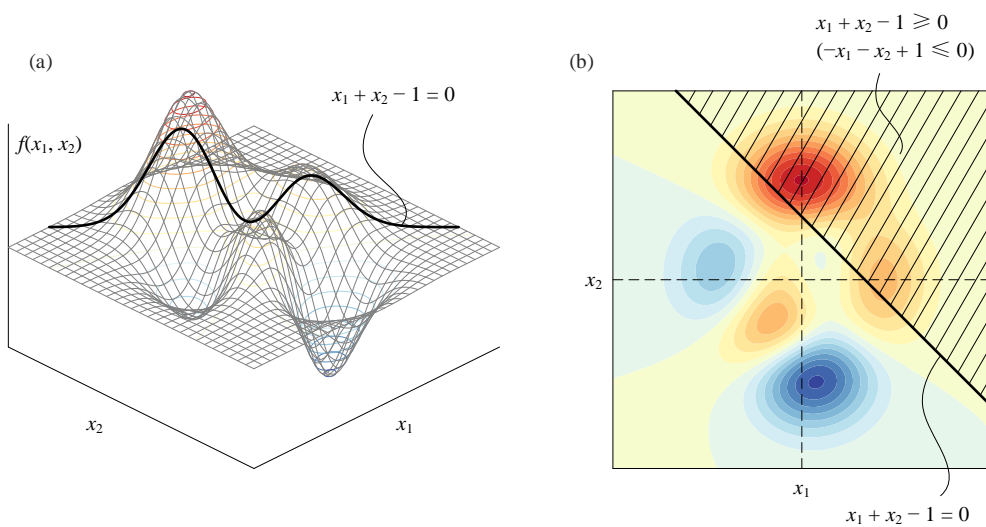 (a)
f(x₁, x₂)
x₁ + x₂ − 1 = 0
x₂
x₁
(b)
x₁ + x₂ − 1 ⩾ 0
(−x₁ − x₂ + 1 ⩽ 0)
x₂
x₁
x₁ + x₂ − 1 = 0